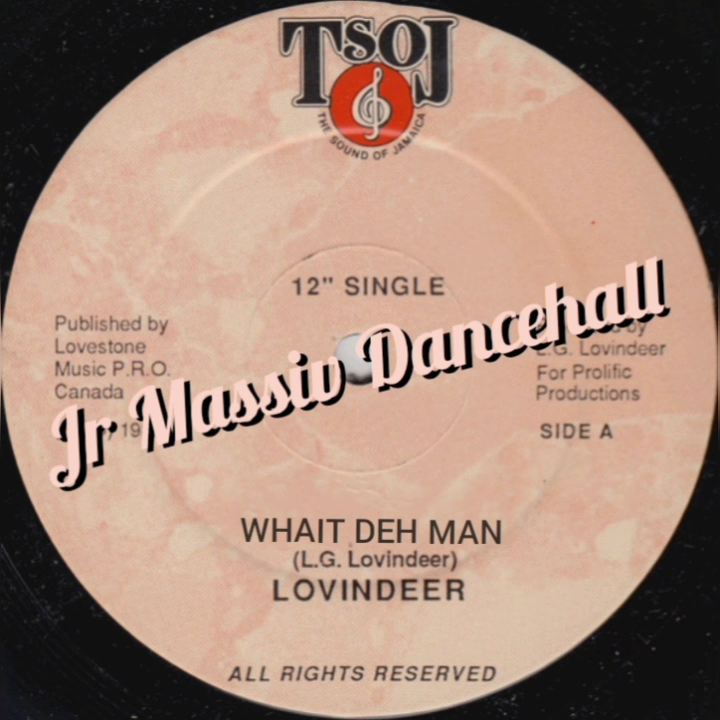 TSOJ
THE SOUND OF JAMAICA
12" SINGLE
Published by
Lovestone
Music P.R.O.
Canada
by
L.G. Lovindeer
For Prolific
Productions
SIDE A
Jr Massiv Dancehall
WHAIT DEH MAN
(L.G. Lovindeer)
LOVINDEER
ALL RIGHTS RESERVED